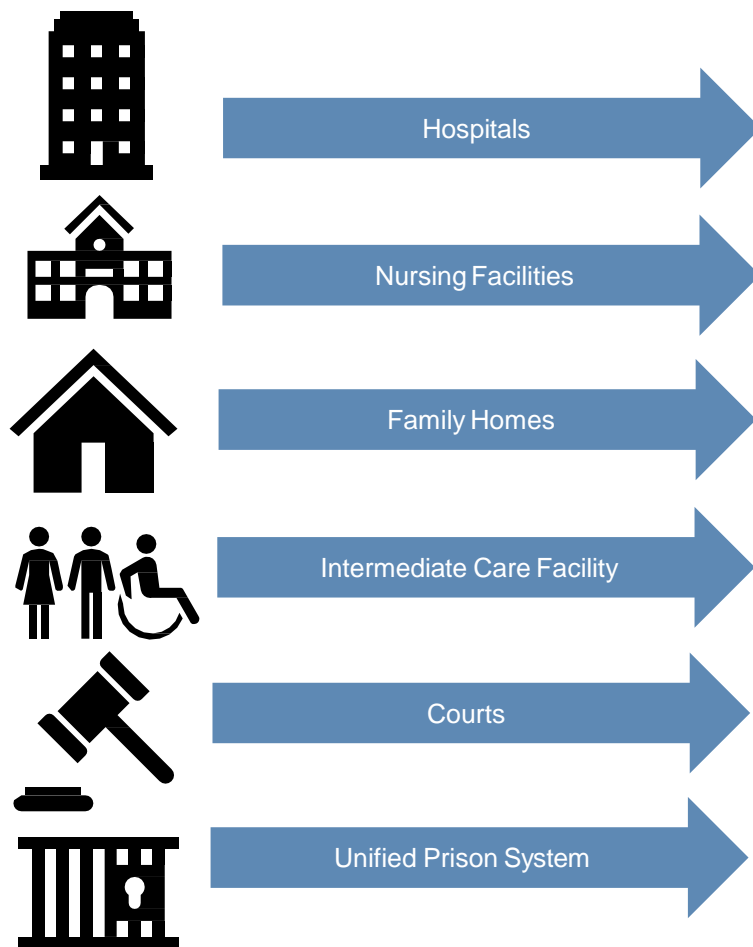 Hospitals
Nursing Facilities
Family Homes
Intermediate Care Facility
Courts
Unified Prison System